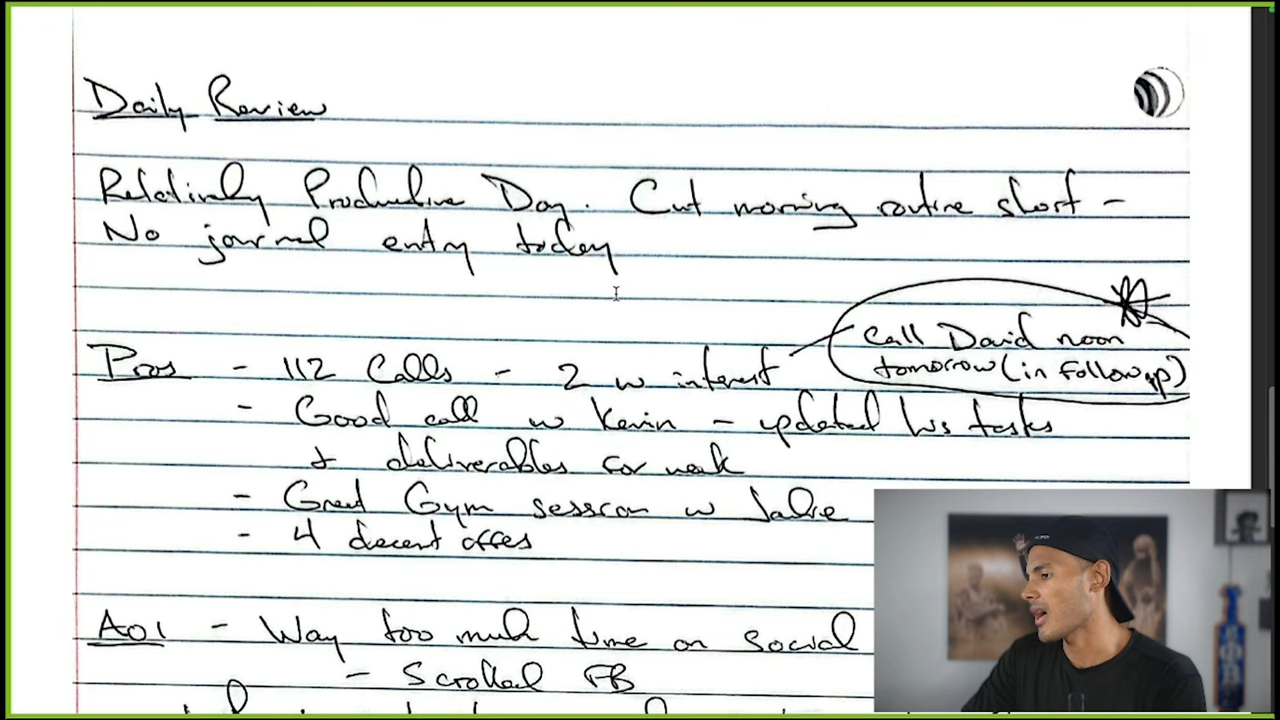 Daily Review
Relatively Productive Day. Cut morning routine short -
No journal entry today
Pros - 112 Calls - 2 w interest
Call David noon
tomorrow (in follow up)
- Good call w Kevin - updated his tasks
+ deliverables for week
- Great Gym session w
- 4 decent offes
AOI - Way too much time on social
- Scrolled FB